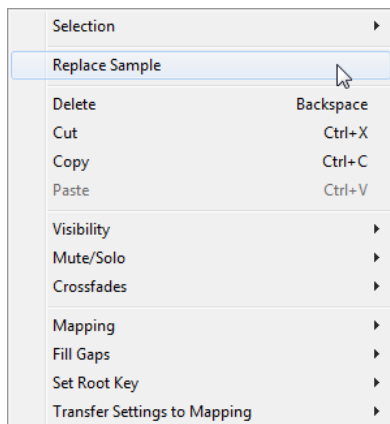 Selection
Replace Sample
Delete Backspace
Cut Ctrl+X
Copy Ctrl+C
Paste Ctrl+V
Visibility
Mute/Solo
Crossfades
Mapping
Fill Gaps
Set Root Key
Transfer Settings to Mapping